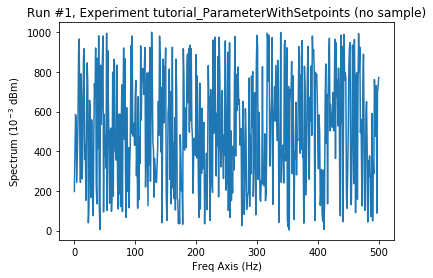 Run #1, Experiment tutorial_ParameterWithSetpoints (no sample)
1000
800
600
400
200
0
Spectrum (10⁻³ dBm)
0 100 200 300 400 500
Freq Axis (Hz)